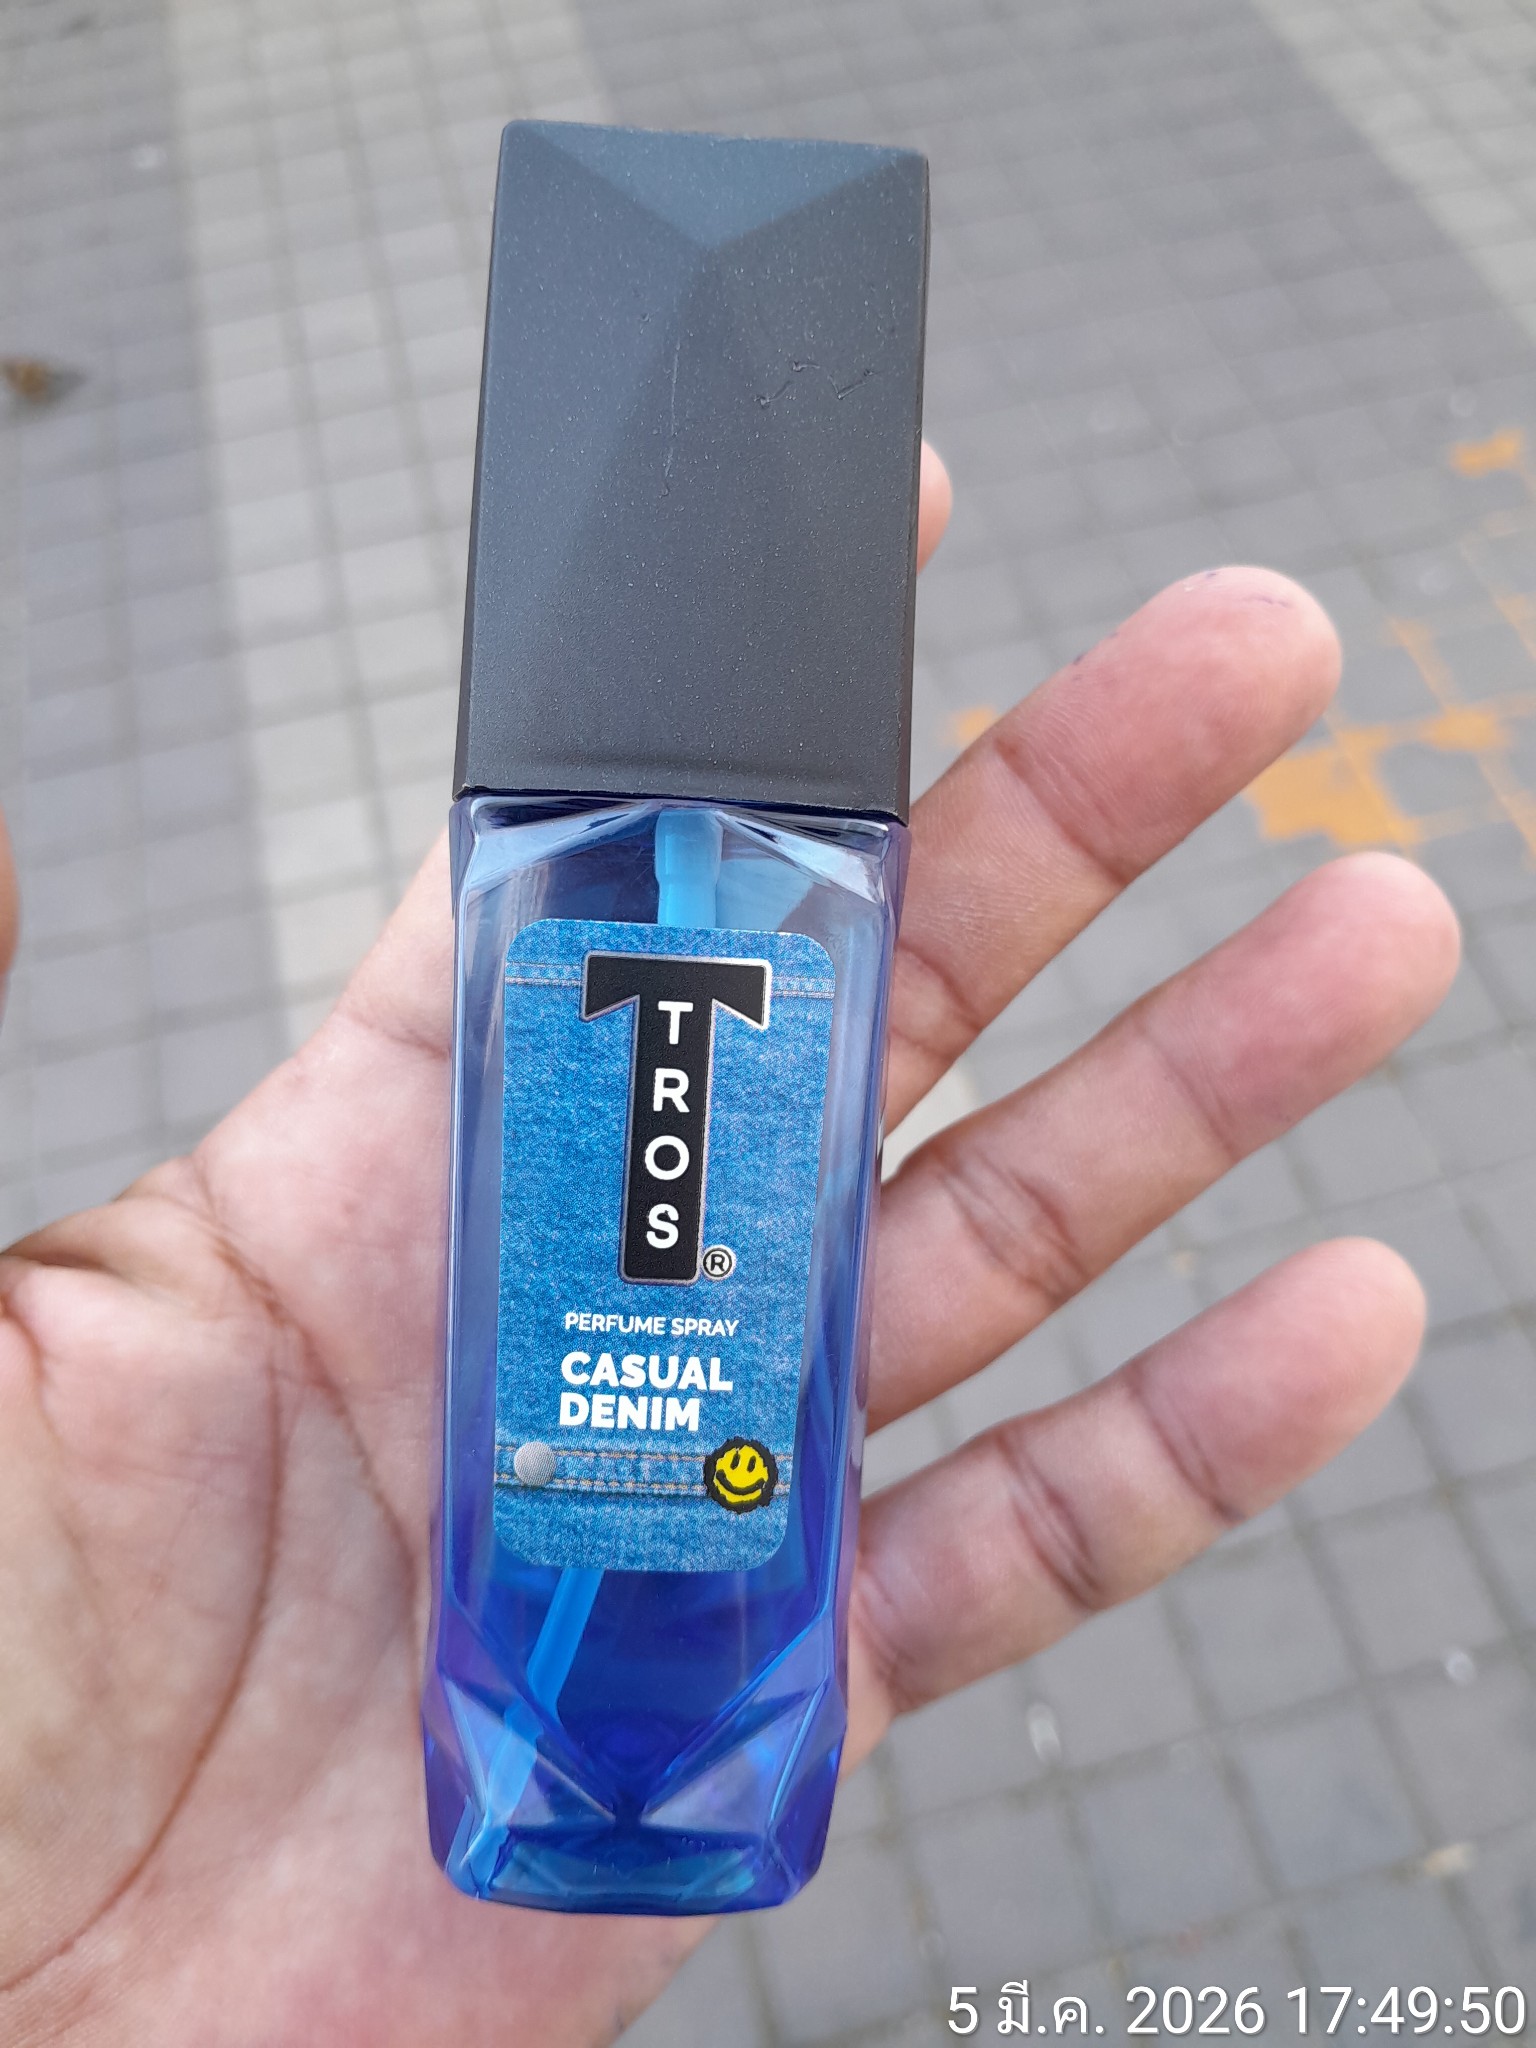 TROS
®
PERFUME SPRAY
CASUAL
DENIM
5 มี.ค. 2026 17:49:50